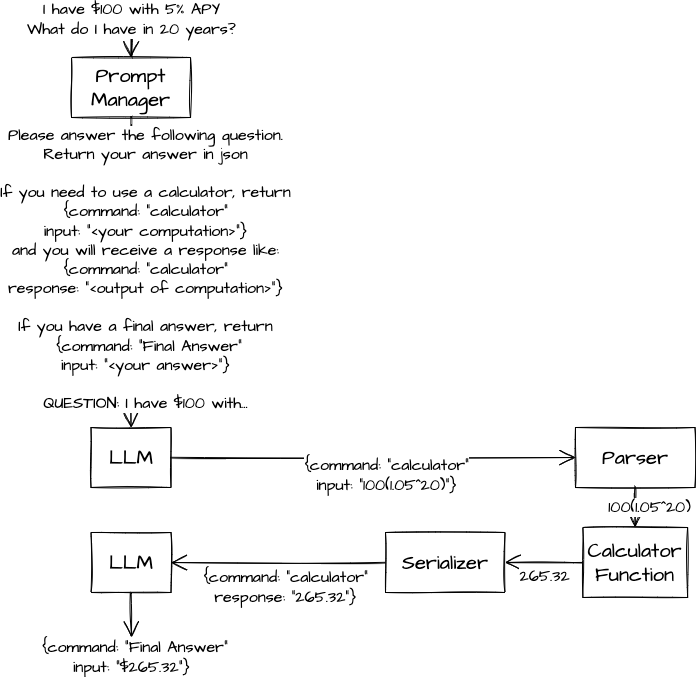 I have $100 with 5% APY
What do I have in 20 years?
Prompt
Manager
Please answer the following question.
Return your answer in json
If you need to use a calculator, return
{command: "calculator"
input: "<your computation>"}
and you will receive a response like:
{command: "calculator"
response: "<output of computation>"}
If you have a final answer, return
{command: "Final Answer"
input: "<your answer>"}
QUESTION: I have $100 with...
LLM
{command: "calculator"
input: "100(1.05^20)"}
Parser
100(1.05^20)
Calculator
Function
265.32
Serializer
{command: "calculator"
response: "265.32"}
LLM
{command: "Final Answer"
input: "$265.32"}